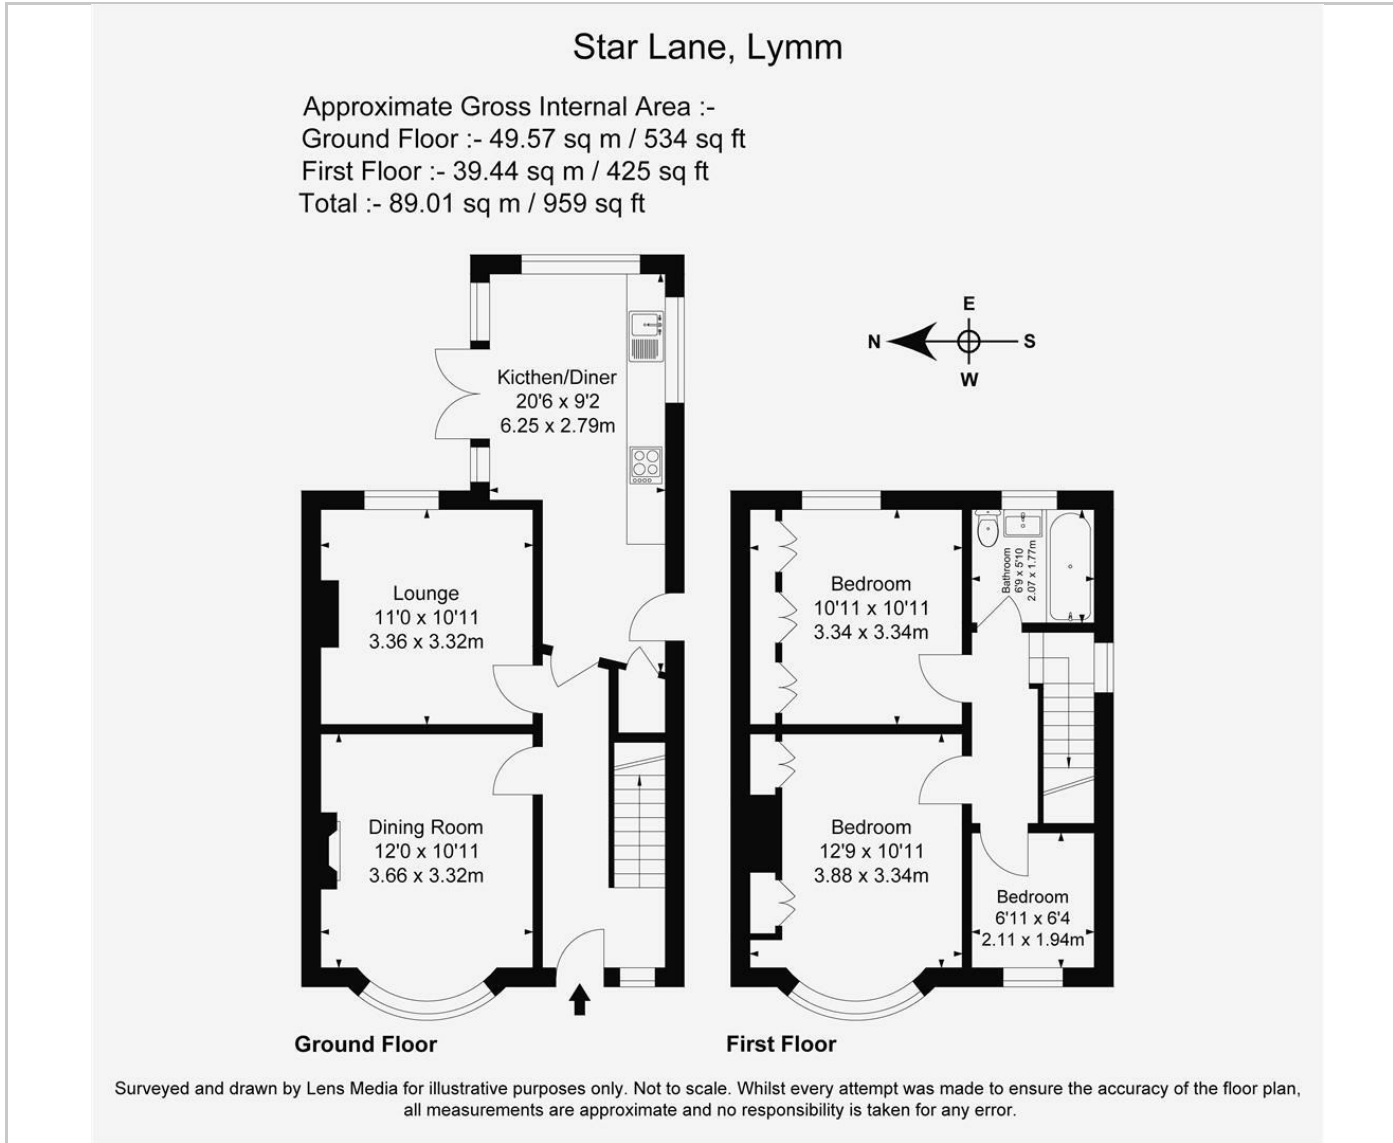 Star Lane, Lymm
Approximate Gross Internal Area :-
Ground Floor :- 49.57 sq m / 534 sq ft
First Floor :- 39.44 sq m / 425 sq ft
Total :- 89.01 sq m / 959 sq ft
E
N
S
W
Kicthen/Diner
20'6 x 9'2
6.25 x 2.79m
Lounge
11'0 x 10'11
3.36 x 3.32m
Dining Room
12'0 x 10'11
3.66 x 3.32m
Ground Floor
Bedroom
10'11 x 10'11
3.34 x 3.34m
Bathroom
6'9 x 5'10
2.07 x 1.77m
Bedroom
12'9 x 10'11
3.88 x 3.34m
Bedroom
6'11 x 6'4
2.11 x 1.94m
First Floor
Surveyed and drawn by Lens Media for illustrative purposes only. Not to scale. Whilst every attempt was made to ensure the accuracy of the floor plan,
all measurements are approximate and no responsibility is taken for any error.